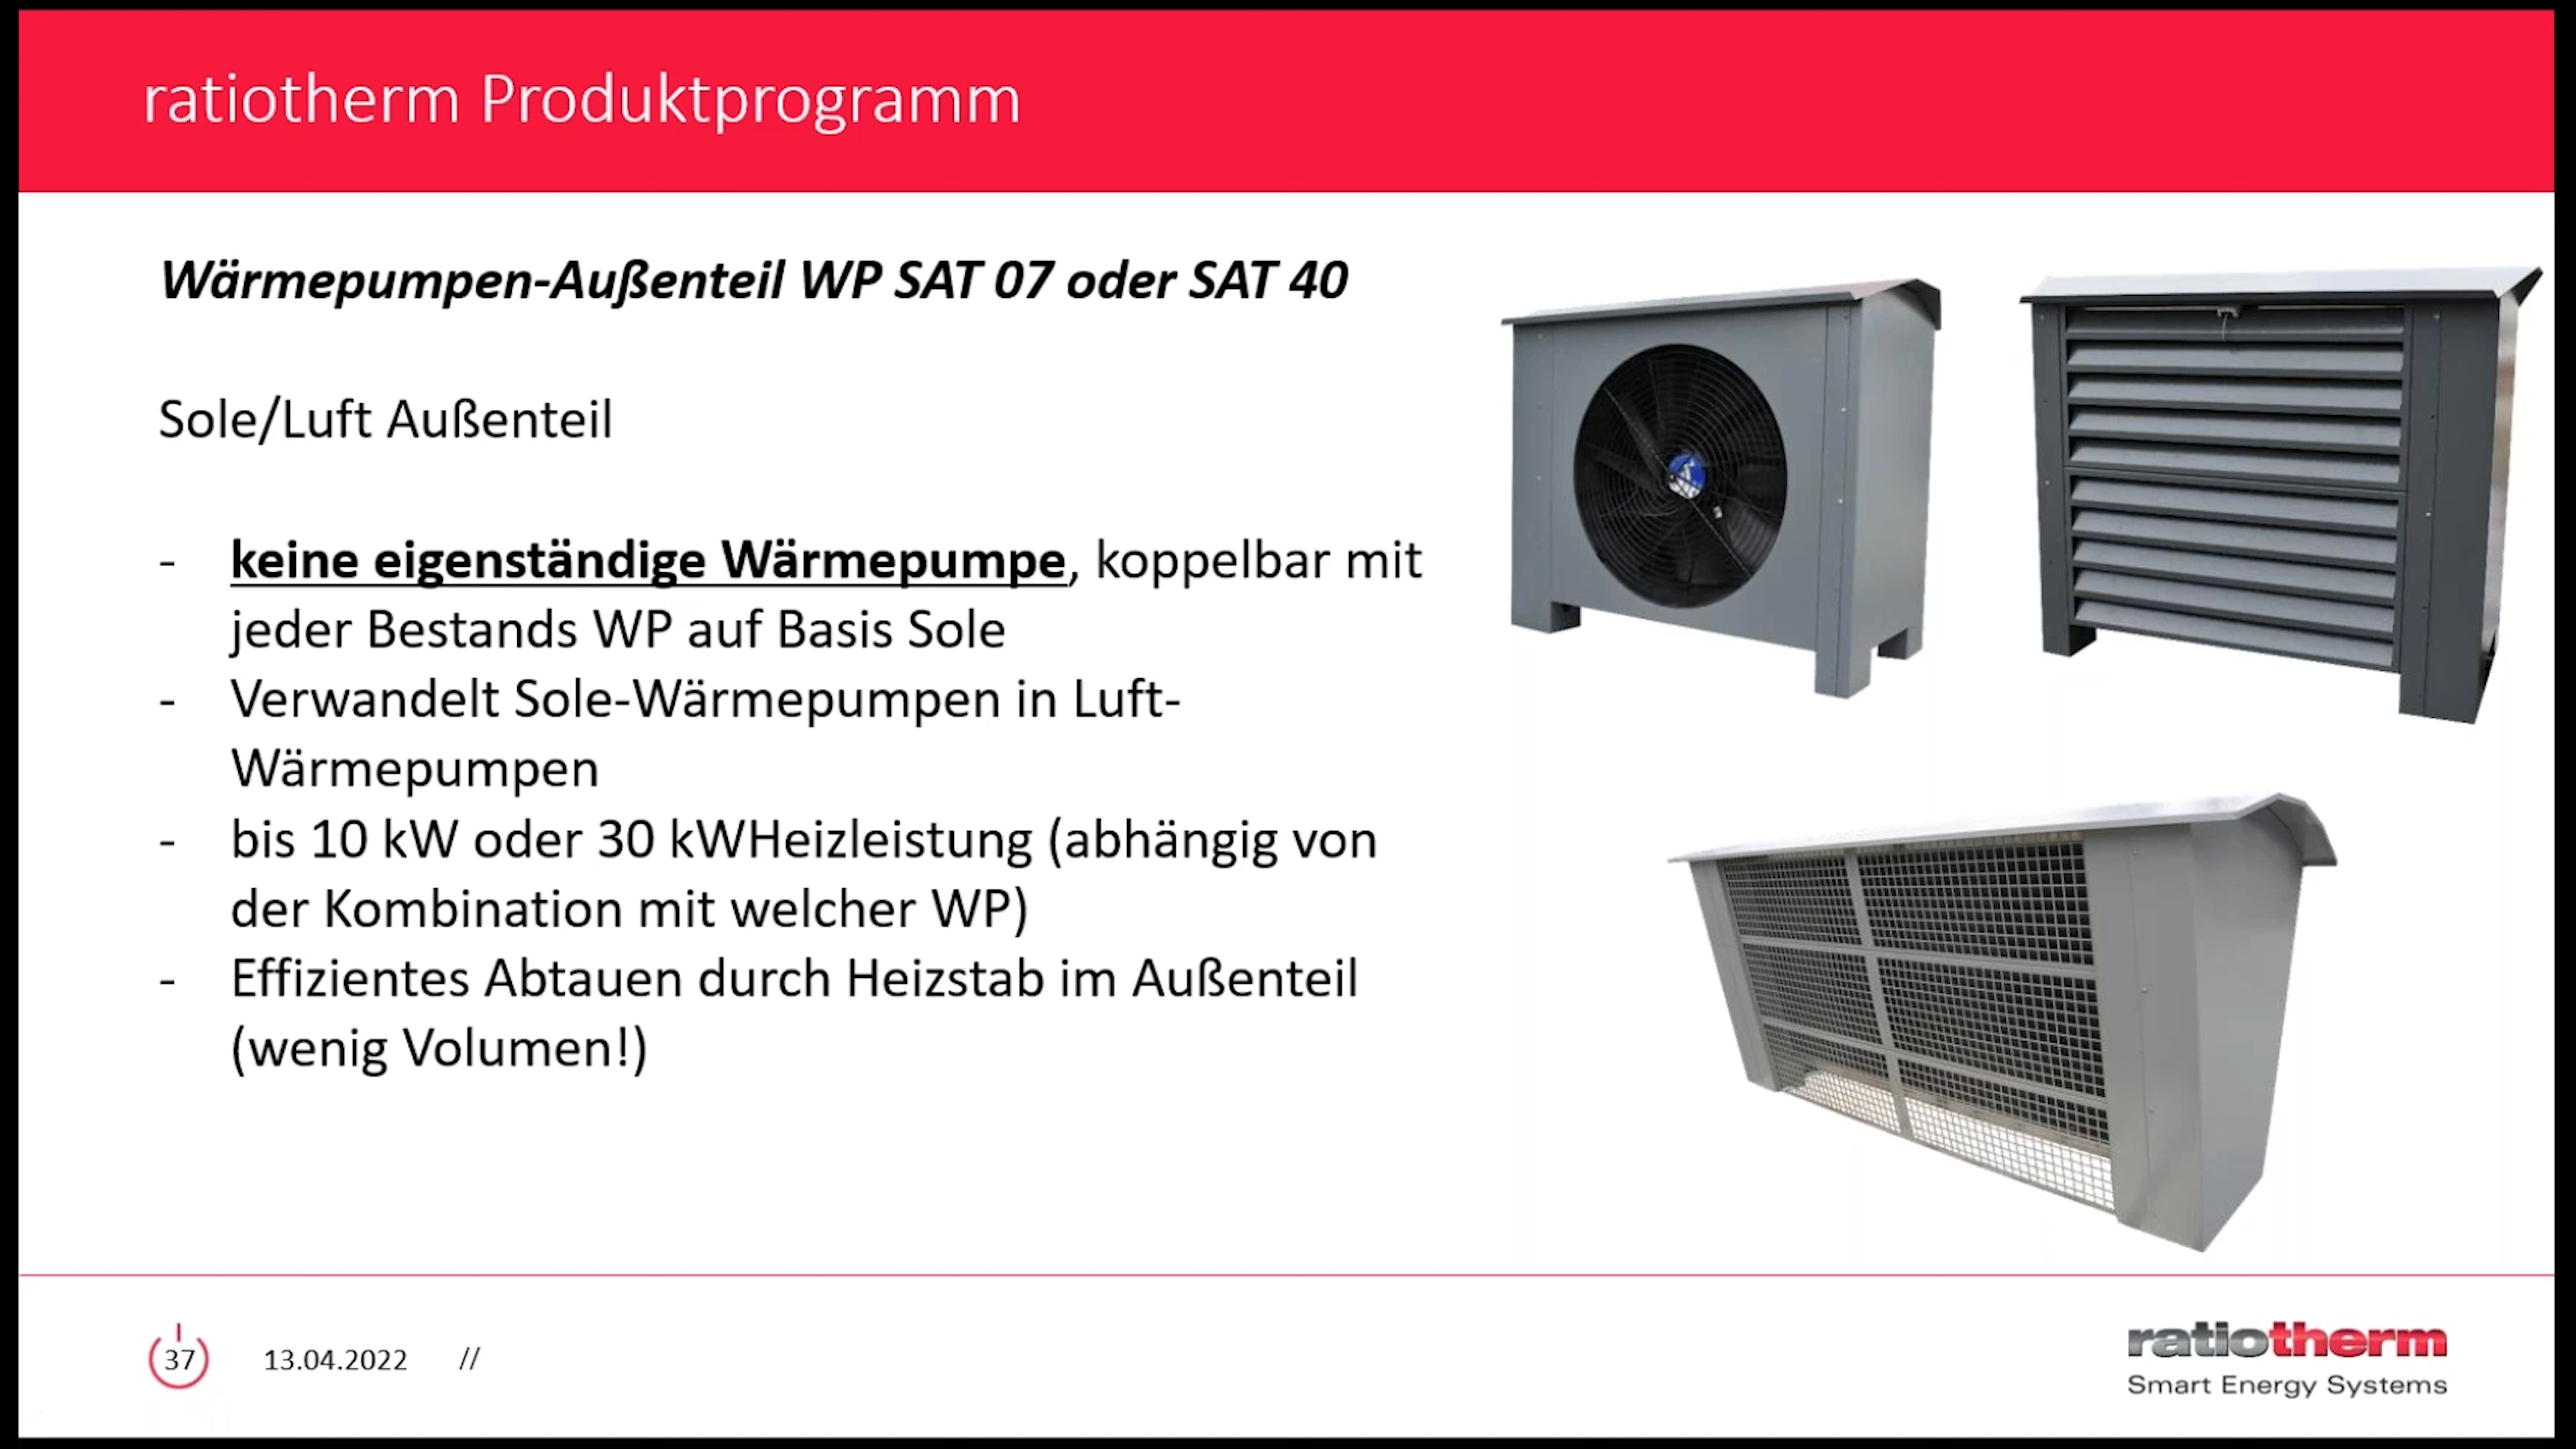 ratiotherm Produktprogramm
Wärmepumpen-Außenteil WP SAT 07 oder SAT 40
Sole/Luft Außenteil
- keine eigenständige Wärmepumpe, koppelbar mit
jeder Bestands WP auf Basis Sole
- Verwandelt Sole-Wärmepumpen in Luft-
Wärmepumpen
- bis 10 kW oder 30 kWHeizleistung (abhängig von
der Kombination mit welcher WP)
- Effizientes Abtauen durch Heizstab im Außenteil
(wenig Volumen!)
37 13.04.2022 //
ratiotherm
Smart Energy Systems